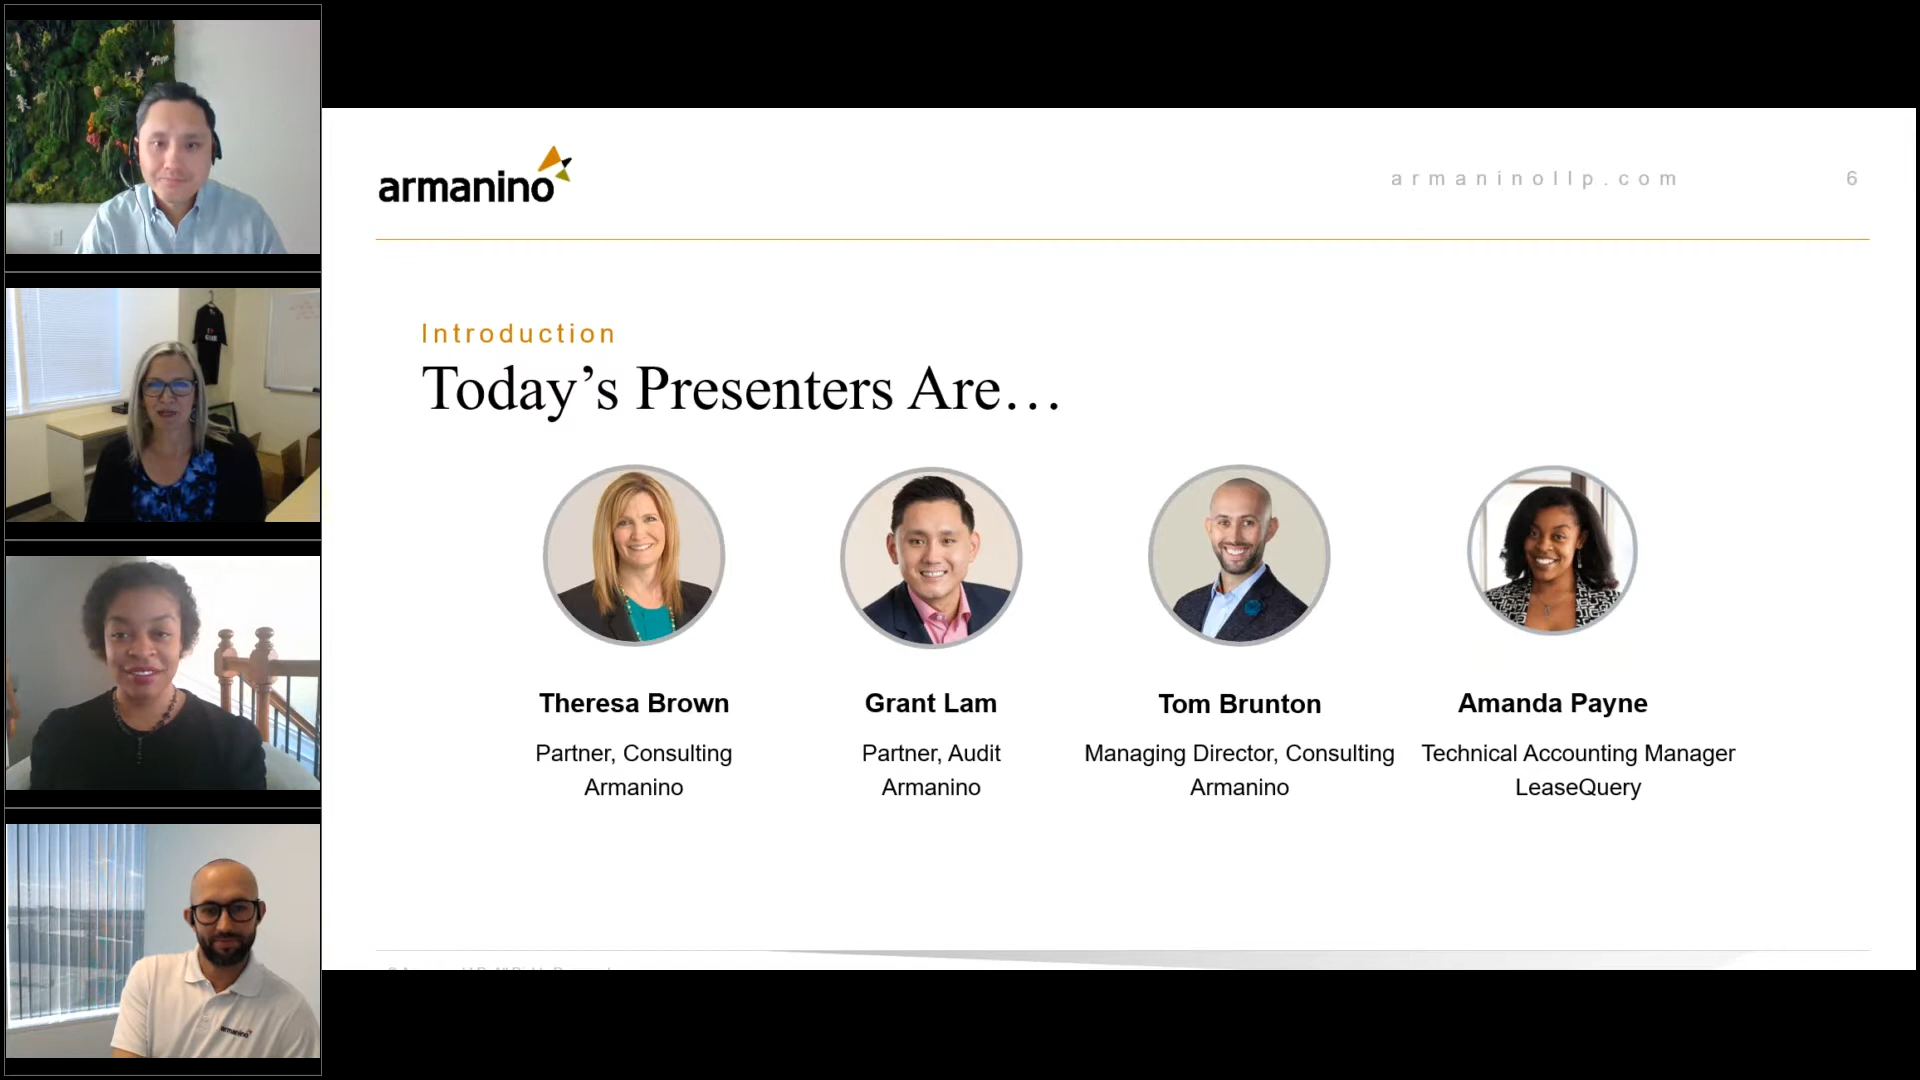 armanino
armaninollp.com
6
Introduction
Today’s Presenters Are…
Theresa Brown
Partner, Consulting
Armanino
Grant Lam
Partner, Audit
Armanino
Tom Brunton
Managing Director, Consulting
Armanino
Amanda Payne
Technical Accounting Manager
LeaseQuery
armanino